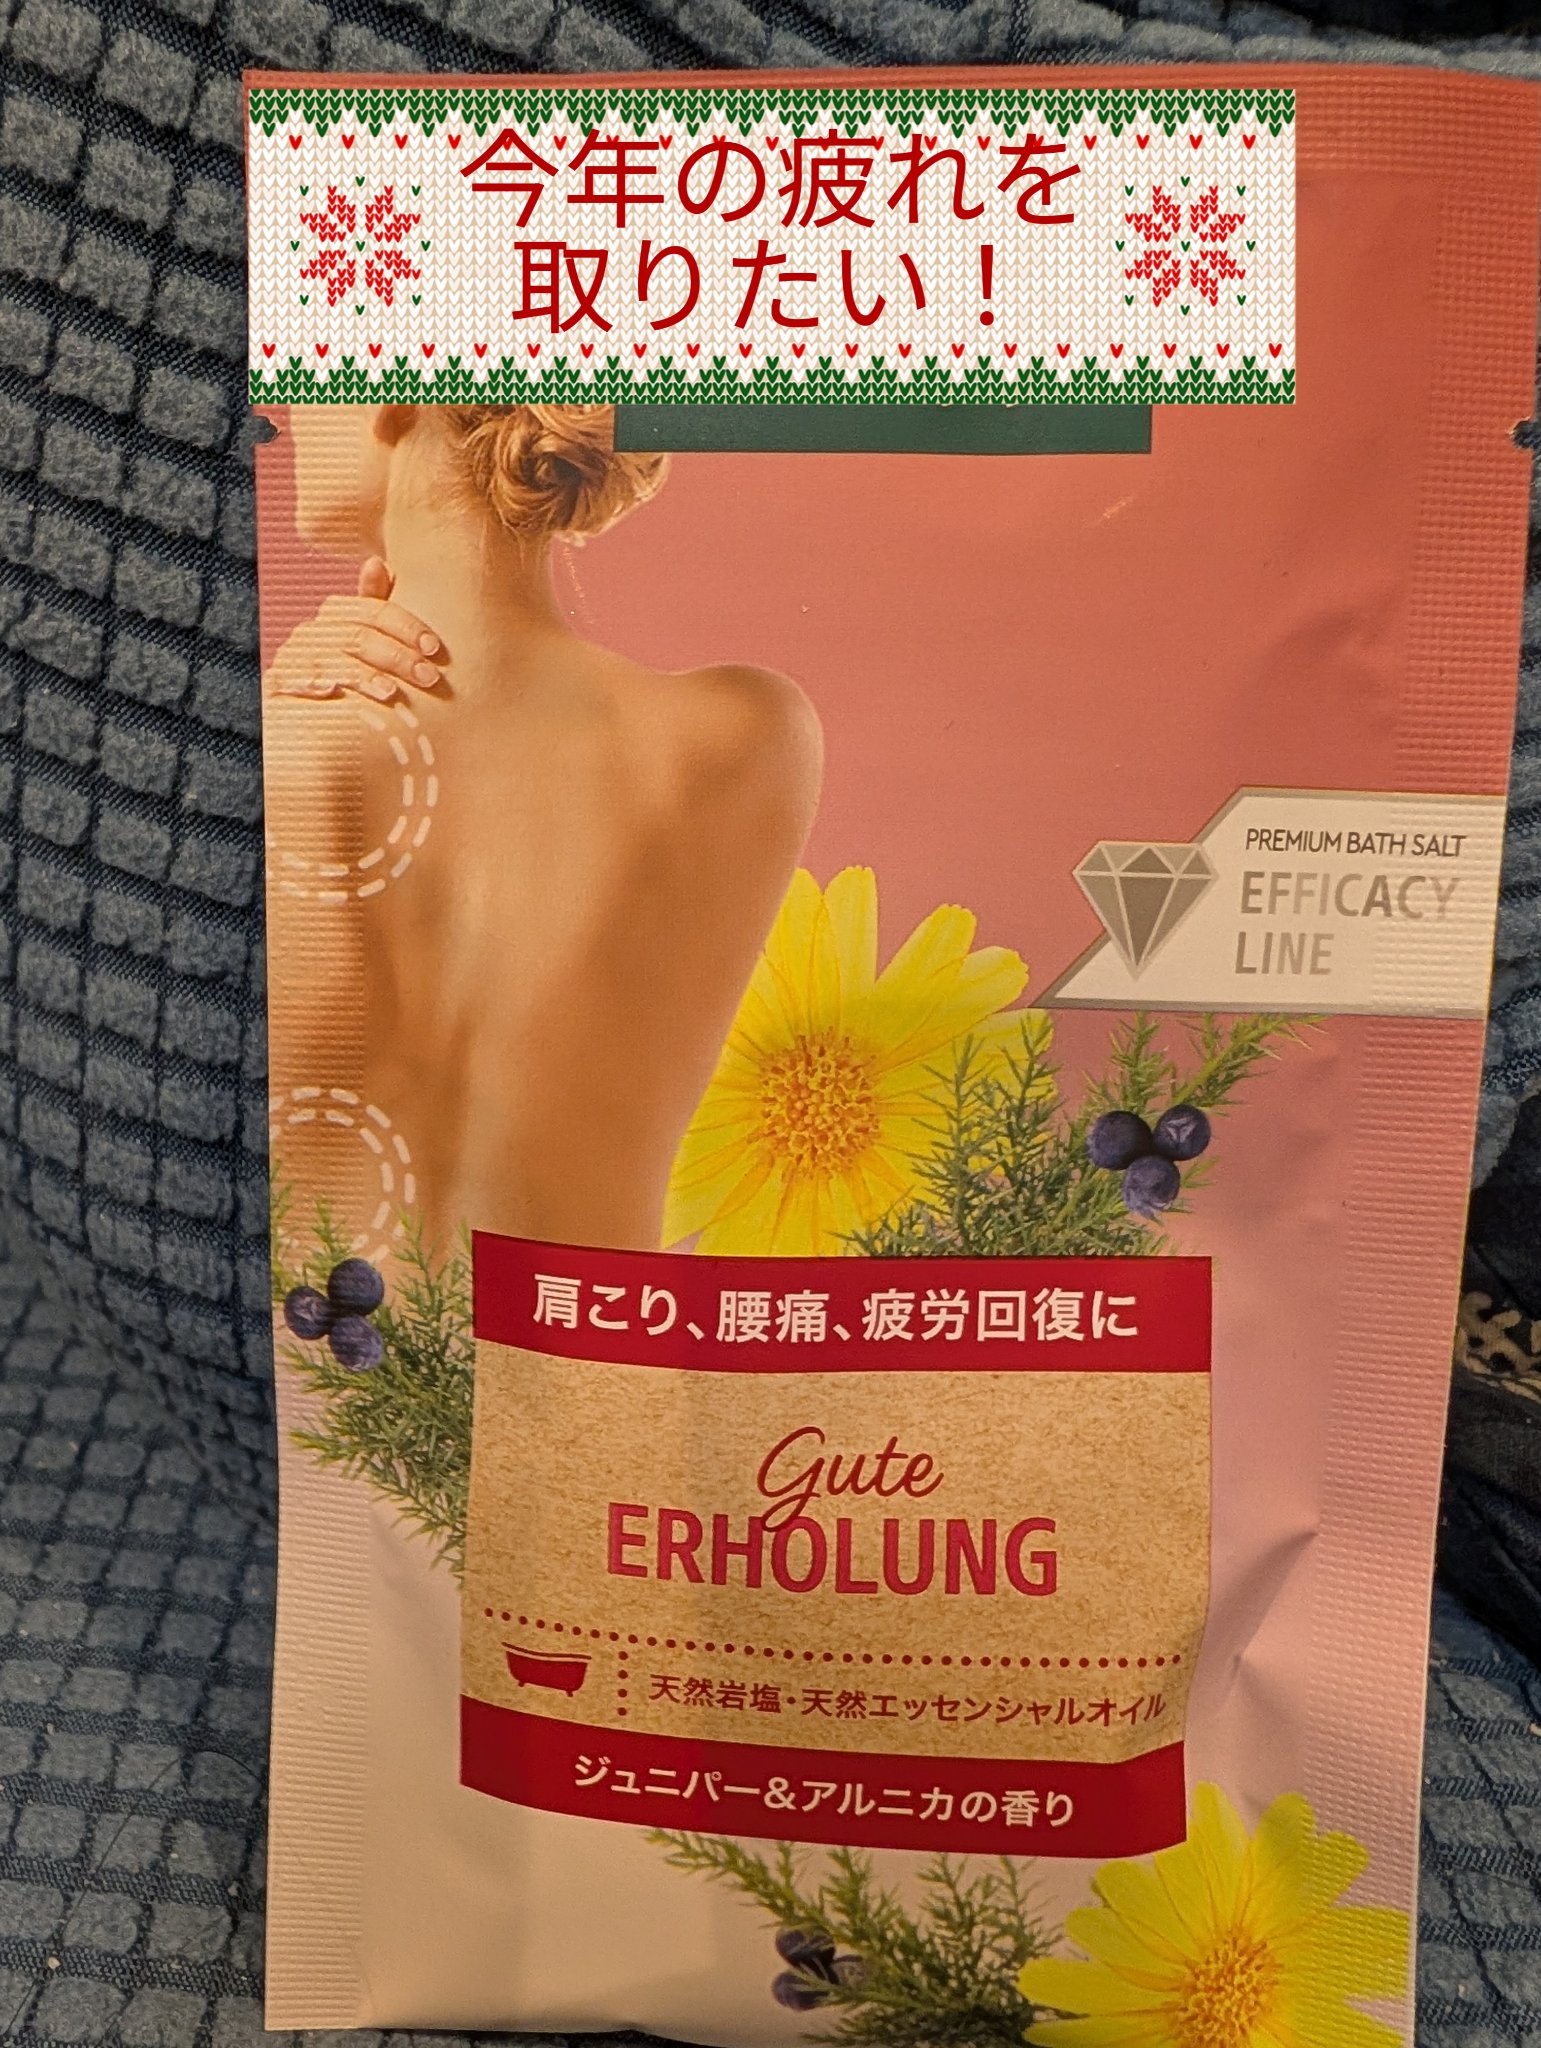 今年の疲れを
取りたい！
PREMIUM BATH SALT
EFFICACY
LINE
肩こり、腰痛、疲労回復に
Gute
ERHOLUNG
天然岩塩・天然エッセンシャルオイル
ジュニパー&アルニカの香り